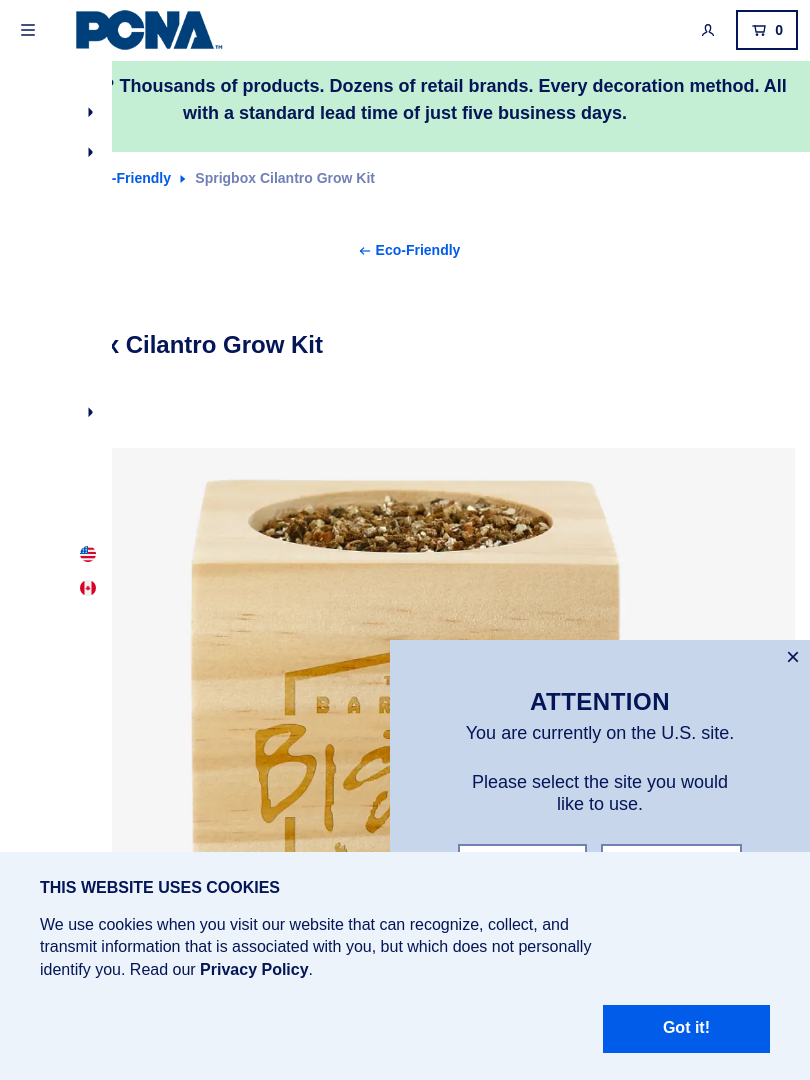 PCNA™
0
Thousands of products. Dozens of retail brands. Every decoration method. All
with a standard lead time of just five business days.
-Friendly
Sprigbox Cilantro Grow Kit
Eco-Friendly
x Cilantro Grow Kit
ATTENTION
You are currently on the U.S. site.
Please select the site you would
like to use.
THIS WEBSITE USES COOKIES
We use cookies when you visit our website that can recognize, collect, and
transmit information that is associated with you, but which does not personally
identify you. Read our Privacy Policy.
Got it!